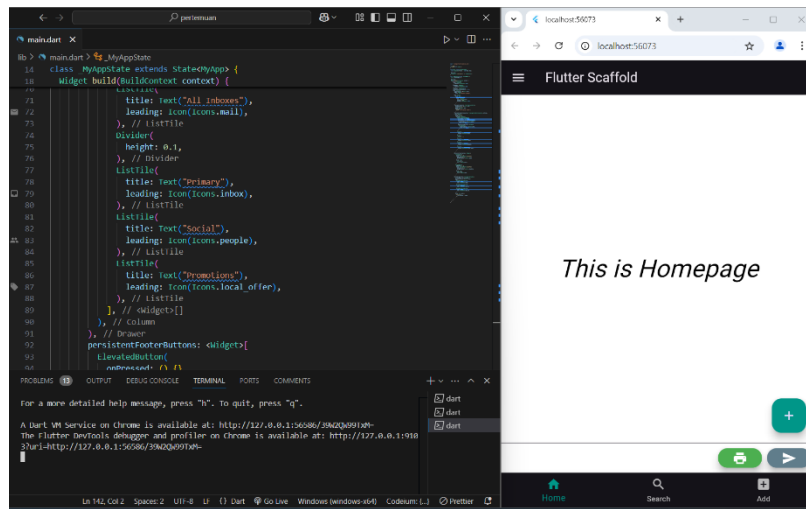 pertemuan
main.dart
lib > main.dart > _MyAppState
14 class _MyAppState extends State<MyApp> {
18 Widget build(BuildContext context) {
70 ListTile(
71 title: Text("All Inboxes"),
72 leading: Icon(Icons.mail),
73 ), // ListTile
74 Divider(
75 height: 0.1,
76 ), // Divider
77 ListTile(
78 title: Text("Primary"),
79 leading: Icon(Icons.inbox),
80 ), // ListTile
81 ListTile(
82 title: Text("Social"),
83 leading: Icon(Icons.people),
84 ), // ListTile
85 ListTile(
86 title: Text("Promotions"),
87 leading: Icon(Icons.local_offer),
88 ), // ListTile
89 ], // <Widget>[]
90 ), // Column
91 ), // Drawer
92 persistentFooterButtons: <Widget>[
93 ElevatedButton(
94 onPressed: () {}
PROBLEMS 13 OUTPUT DEBUG CONSOLE TERMINAL PORTS COMMENTS
For a more detailed help message, press "h". To quit, press "q".
A Dart VM Service on Chrome is available at: http://127.0.0.1:56586/39W2QW99TxM=
The Flutter DevTools debugger and profiler on Chrome is available at: http://127.0.0.1:910
3?uri=http://127.0.0.1:56586/39W2QW99TxM=
dart
dart
dart
Ln 142, Col 2 Spaces: 2 UTF-8 LF {} Dart Go Live Windows (windows-x64) Codeium: {...} Prettier
localhost:56073
localhost:56073
Flutter Scaffold
This is Homepage
Home Search Add